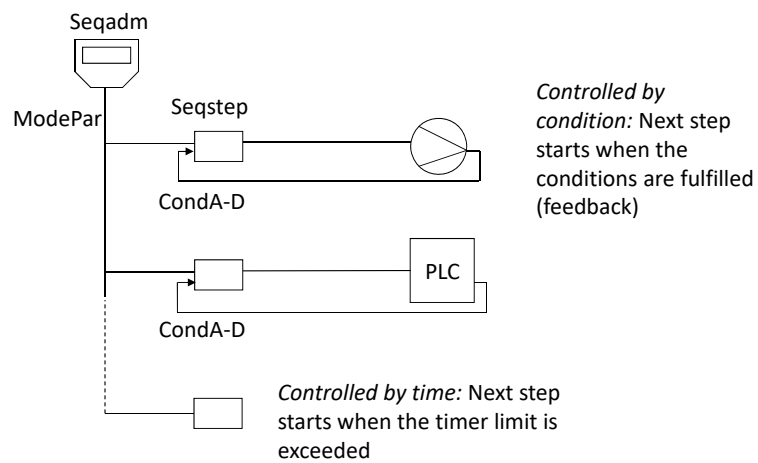 Seqadm
ModePar
Seqstep
CondA-D
Controlled by
condition: Next step
starts when the
conditions are fulfilled
(feedback)
PLC
CondA-D
Controlled by time: Next step
starts when the timer limit is
exceeded